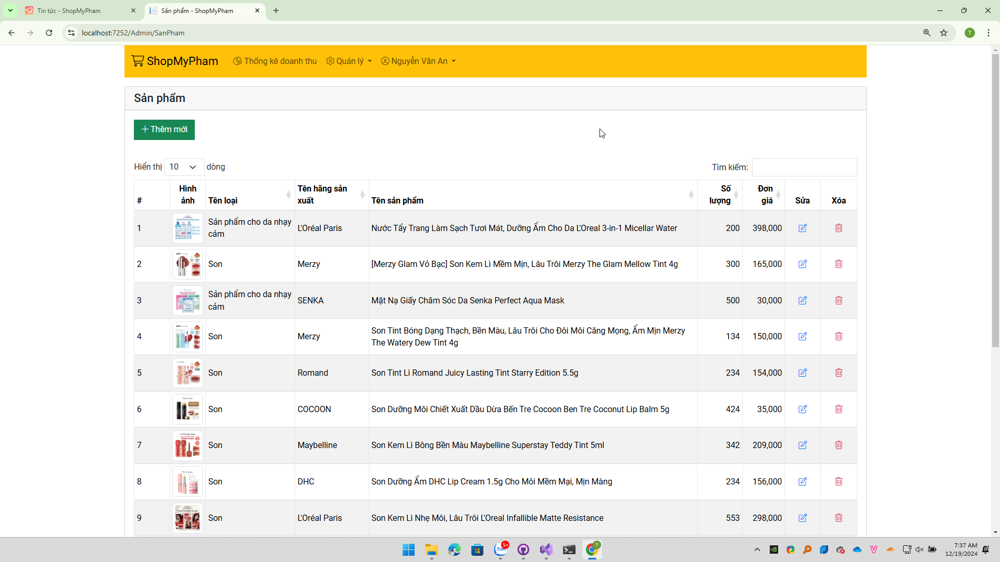 Tin tức - ShopMyPham
Sản phẩm - ShopMyPham
localhost:7252/Admin/SanPham
T
ShopMyPham
Thống kê doanh thu
Quản lý
Nguyễn Văn An
Sản phẩm
Thêm mới
Hiển thị 10 dòng
Tìm kiếm:
# Hình ảnh Tên loại Tên hãng sản xuất Tên sản phẩm Số lượng Đơn giá Sửa Xóa
1 Sản phẩm cho da nhạy cảm L'Oréal Paris Nước Tẩy Trang Làm Sạch Tươi Mát, Dưỡng Ẩm Cho Da L'Oreal 3-in-1 Micellar Water 200 398,000
2 Son Merzy [Merzy Glam Vỏ Bạc] Son Kem Lì Mềm Mịn, Lâu Trôi Merzy The Glam Mellow Tint 4g 300 165,000
3 Sản phẩm cho da nhạy cảm SENKA Mặt Nạ Giấy Chăm Sóc Da Senka Perfect Aqua Mask 500 30,000
4 Son Merzy Son Tint Bóng Dạng Thạch, Bền Màu, Lâu Trôi Cho Đôi Môi Căng Mọng, Ẩm Mịn Merzy The Watery Dew Tint 4g 134 150,000
5 Son Romand Son Tint Lì Romand Juicy Lasting Tint Starry Edition 5.5g 234 154,000
6 Son COCOON Son Dưỡng Môi Chiết Xuất Dầu Dừa Bến Tre Cocoon Ben Tre Coconut Lip Balm 5g 424 35,000
7 Son Maybelline Son Kem Lì Bông Bền Màu Maybelline Superstay Teddy Tint 5ml 342 209,000
8 Son DHC Son Dưỡng Ẩm DHC Lip Cream 1.5g Cho Môi Mềm Mại, Mịn Màng 234 156,000
9 Son L'Oréal Paris Son Kem Lì Nhẹ Môi, Lâu Trôi L'Oreal Infallible Matte Resistance 553 298,000
Zalo
5+
T
7:37 AM
12/19/2024